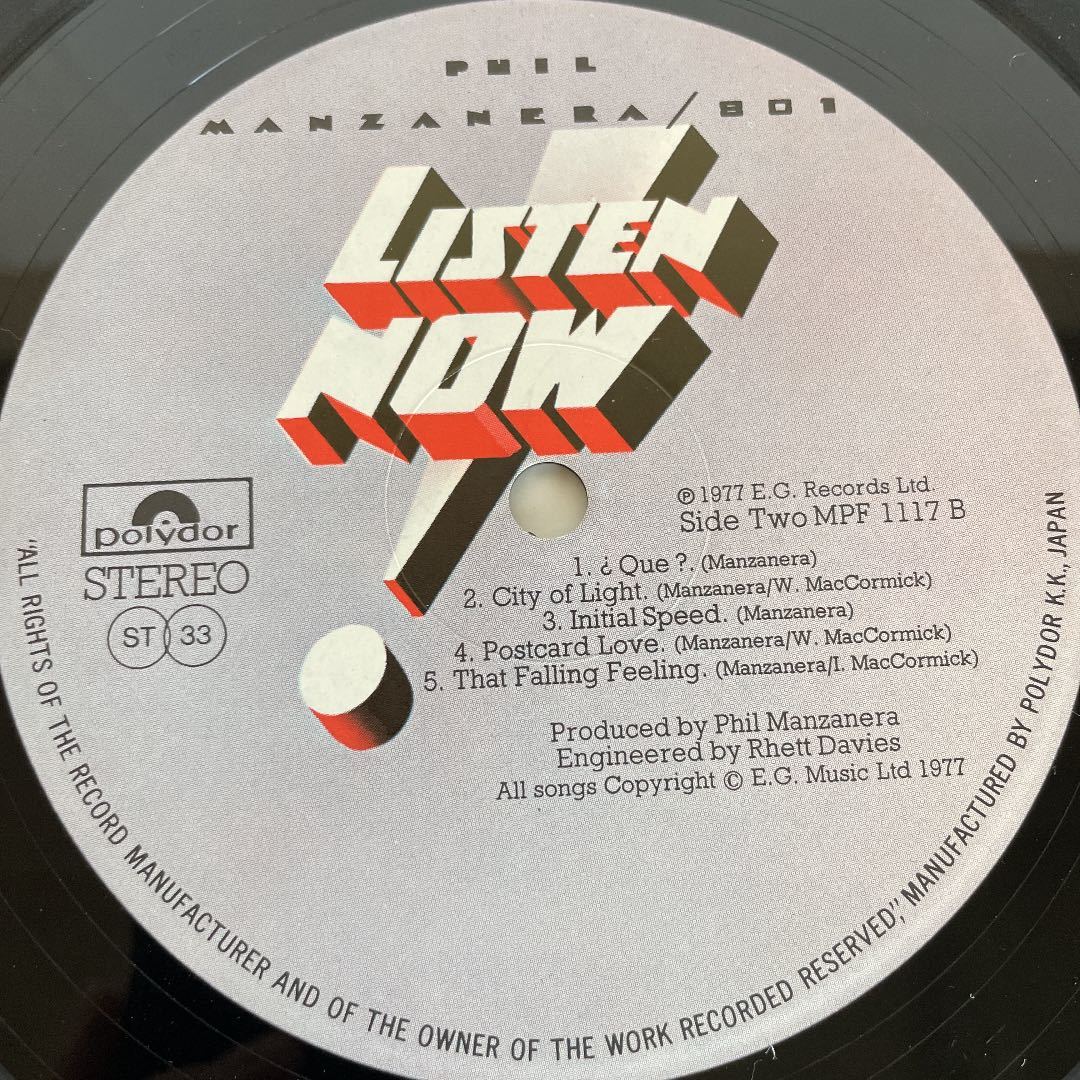 PHIL
MANZANERA/801
LISTEN
NOW
polydor
STEREO
ST 33
℗ 1977 E.G. Records Ltd.
Side Two MPF 1117 B
1. ¿ Que ?. (Manzanera)
2. City of Light. (Manzanera/W. MacCormick)
3. Initial Speed. (Manzanera)
4. Postcard Love. (Manzanera/W. MacCormick)
5. That Falling Feeling. (Manzanera/I. MacCormick)
Produced by Phil Manzanera
Engineered by Rhett Davies
All songs Copyright © E.G. Music Ltd 1977
"ALL RIGHTS OF THE RECORD MANUFACTURER AND OF THE OWNER OF THE WORK RECORDED RESERVED", MANUFACTURED BY POLYDOR K.K., JAPAN